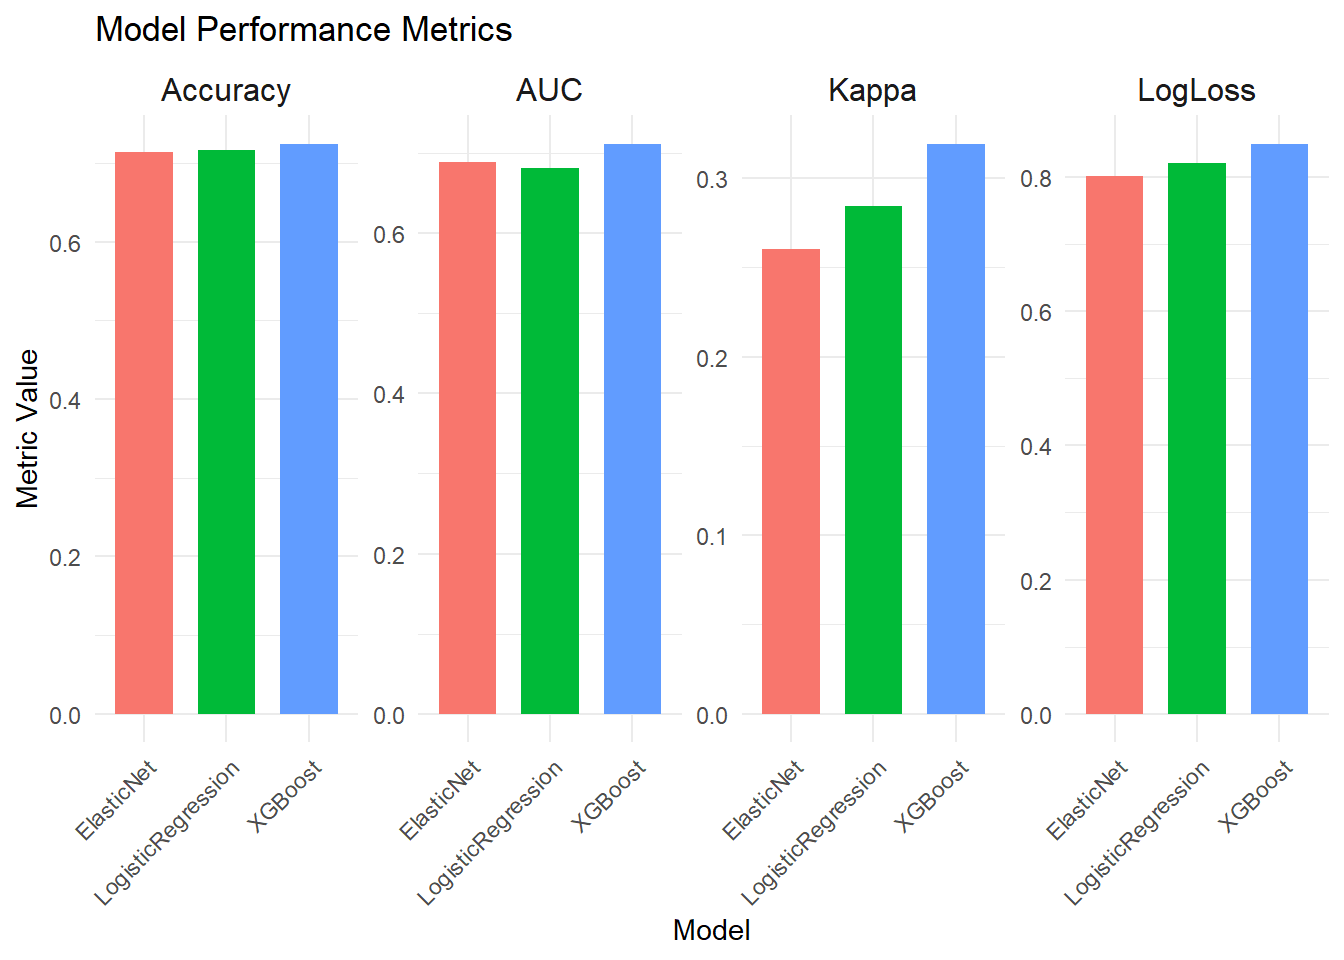 Model Performance Metrics
Accuracy AUC Kappa LogLoss
Metric Value
0.6
0.4
0.2
0.0
0.6
0.4
0.2
0.0
0.3
0.2
0.1
0.0
0.8
0.6
0.4
0.2
0.0
ElasticNet
LogisticRegression
XGBoost
ElasticNet
LogisticRegression
XGBoost
ElasticNet
LogisticRegression
XGBoost
ElasticNet
LogisticRegression
XGBoost
Model